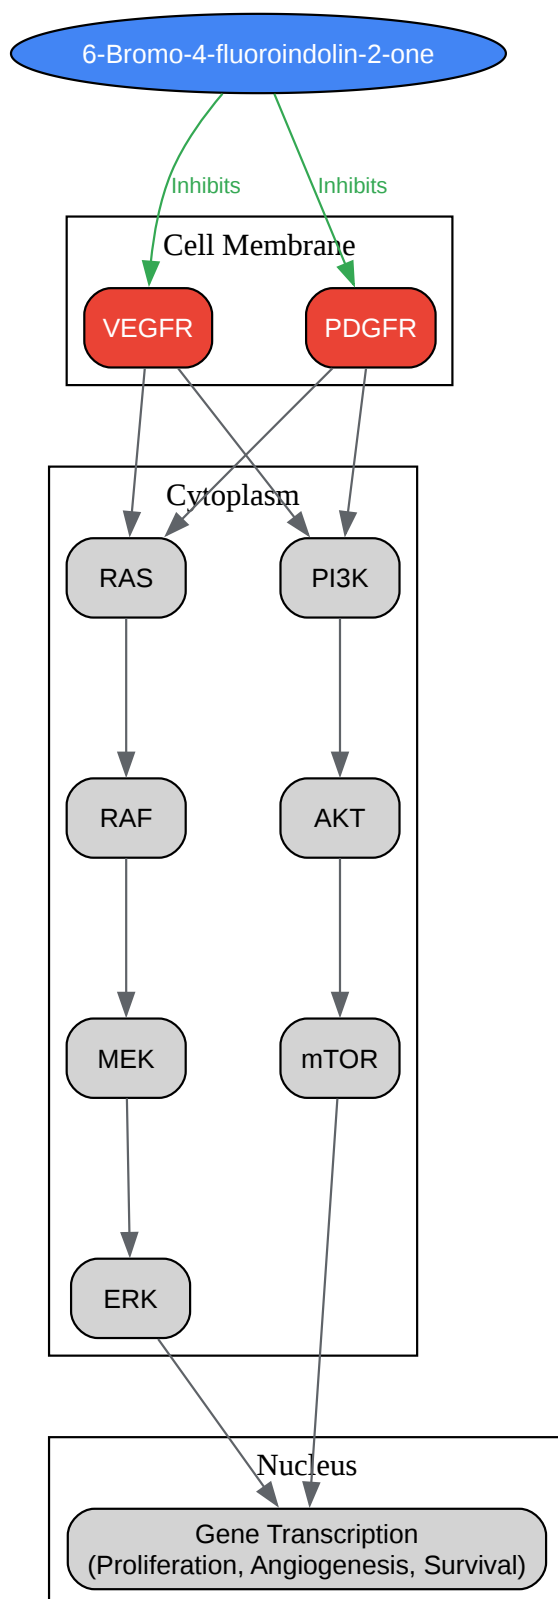 6-Bromo-4-fluoroindolin-2-one
Inhibits
Inhibits
Cell Membrane
VEGFR
PDGFR
Cytoplasm
RAS
PI3K
RAF
AKT
MEK
mTOR
ERK
Nucleus
Gene Transcription
(Proliferation, Angiogenesis, Survival)